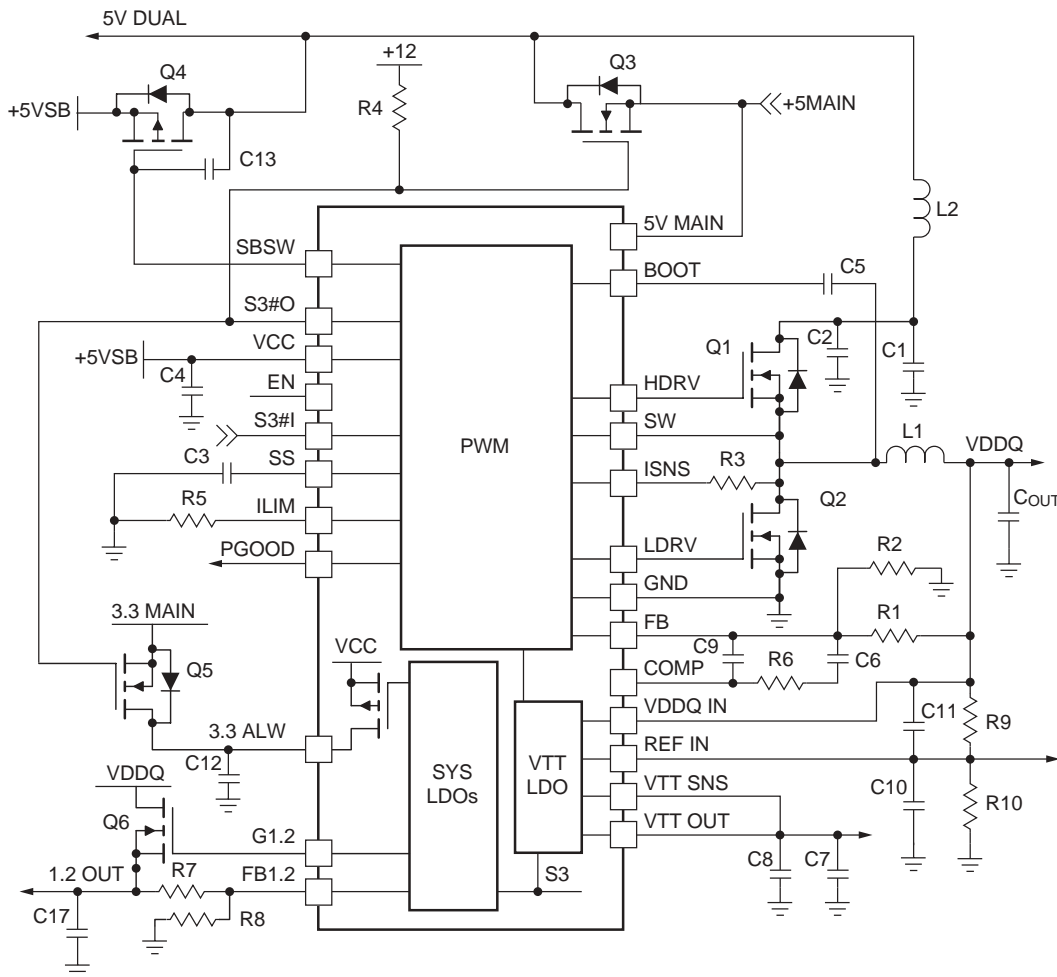 5V DUAL
+12
Q4
Q3
+5VSB
R4
+5MAIN
C13
L2
5V MAIN
SBSW
BOOT
C5
S3#O
VCC
+5VSB
C4
C2
C1
Q1
EN
HDRV
S3#I
SW
PWM
L1
VDDQ
C3
SS
ISNS
R3
R5
ILIM
Q2
COUT
PGOOD
LDRV
R2
GND
3.3 MAIN
FB
R1
VCC
C9
Q5
COMP
R6
C6
VDDQ IN
C11
R9
3.3 ALW
REF IN
C12
SYS
LDOs
VTT
LDO
VDDQ
VTT SNS
C10
R10
Q6
VTT OUT
G1.2
C8
C7
1.2 OUT
R7
FB1.2
S3
C17
R8